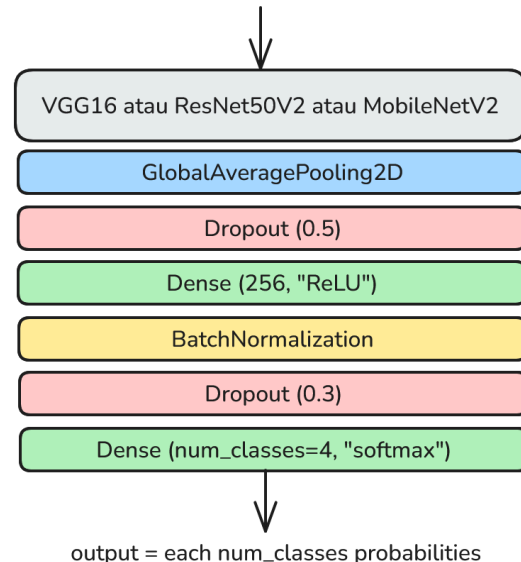 VGG16 atau ResNet50V2 atau MobileNetV2
GlobalAveragePooling2D
Dropout (0.5)
Dense (256, "ReLU")
BatchNormalization
Dropout (0.3)
Dense (num_classes=4, "softmax")
output = each num_classes probabilities